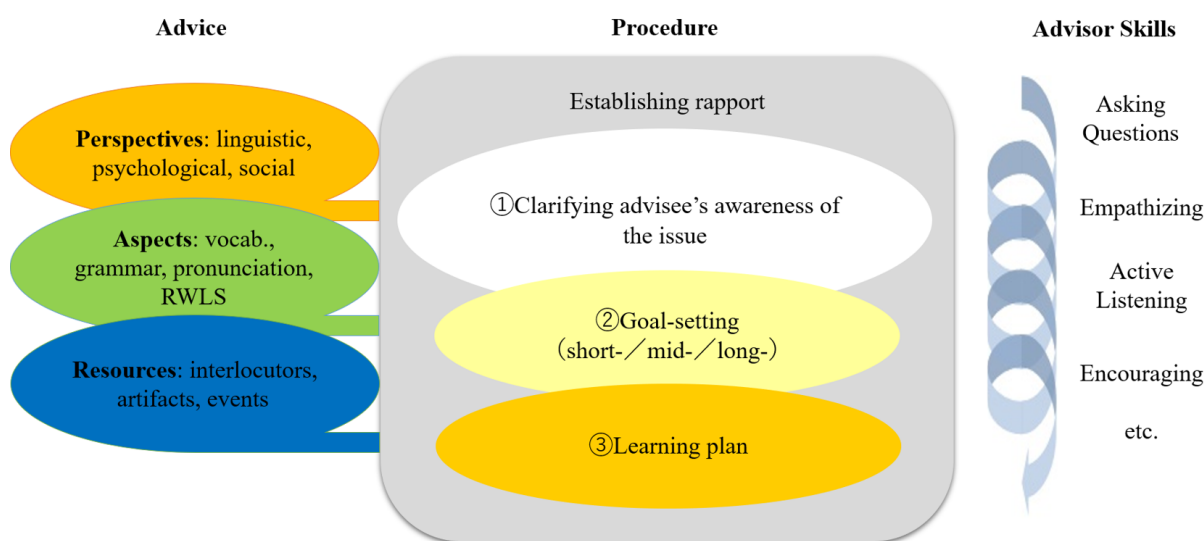 Advice
Perspectives: linguistic,
psychological, social
Aspects: vocab.,
grammar, pronunciation,
RWLS
Resources: interlocutors,
artifacts, events
Procedure
Establishing rapport
①Clarifying advisee’s awareness of
the issue
②Goal-setting
（short-／mid-／long-）
③Learning plan
Advisor Skills
Asking
Questions
Empathizing
Active
Listening
Encouraging
etc.